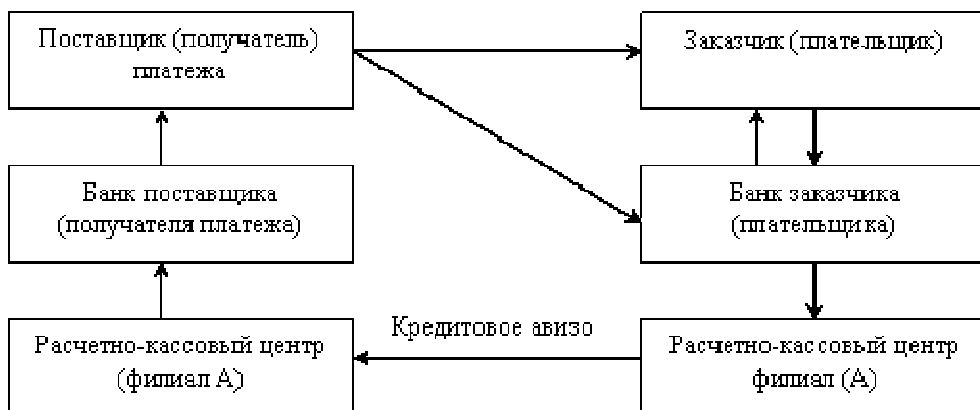 Поставщик (получатель)
платежа
Заказчик (плательщик)
Банк поставщика
(получателя платежа)
Банк заказчика
(плательщика)
Кредитовое авизо
Расчетно-кассовый центр
(филиал А)
Расчетно-кассовый центр
филиал (А)